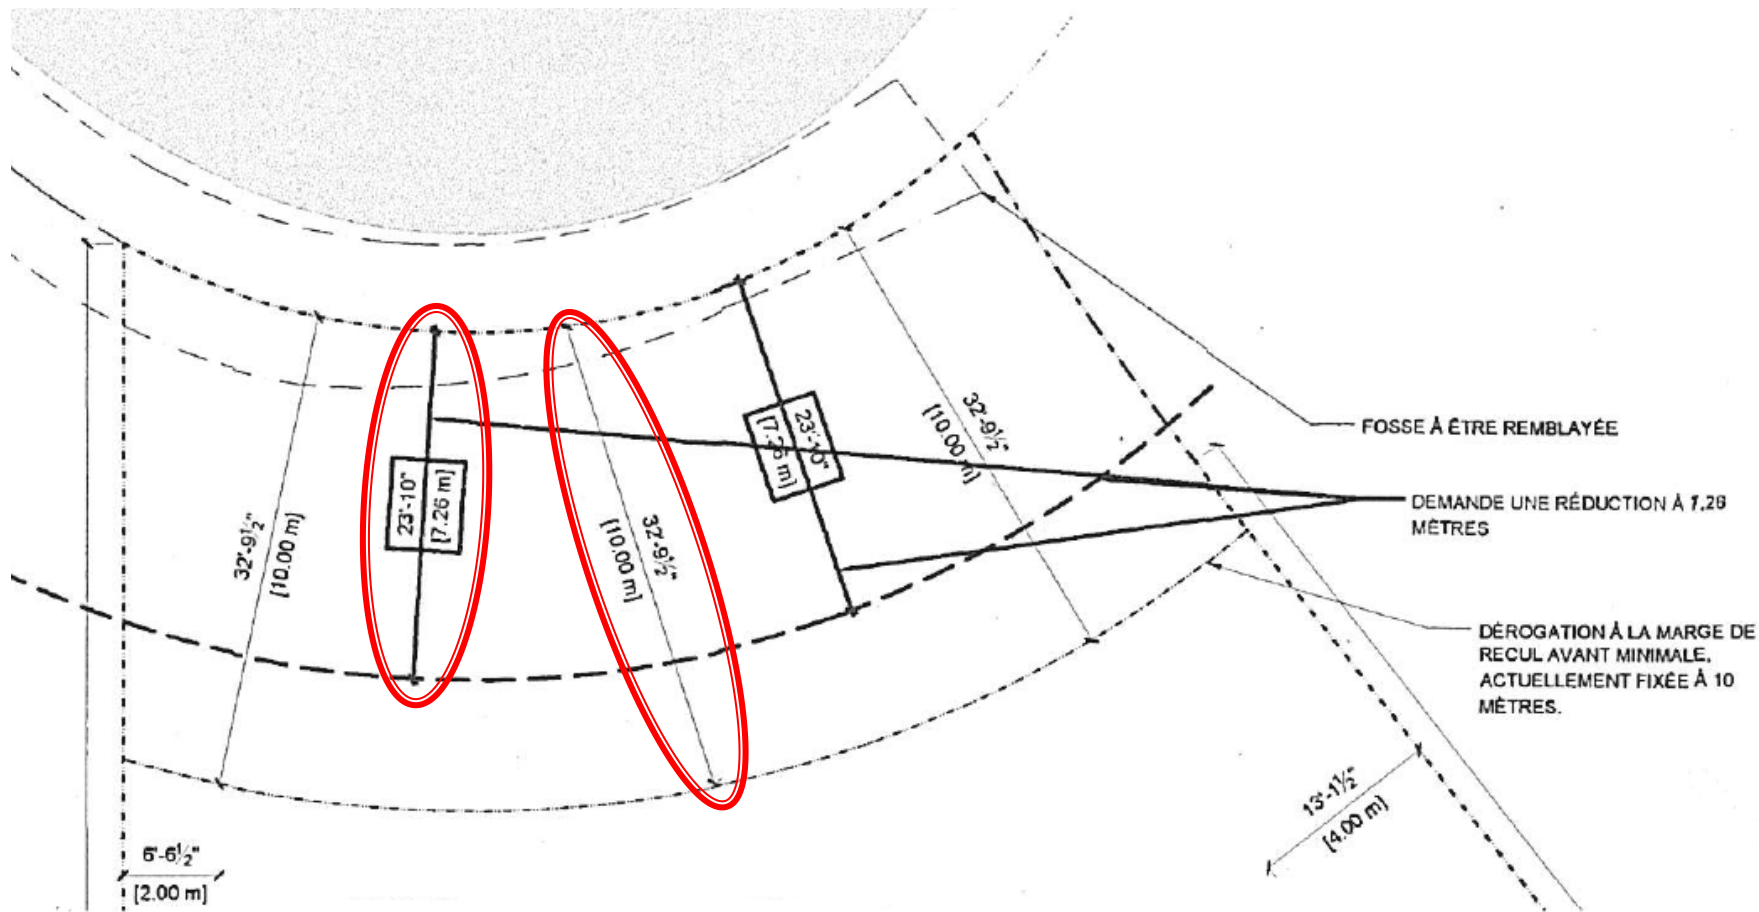 32'-9½"
[10.00 m]
23'-10"
[7.26 m]
32'-9½"
[10.00 m]
23'-10"
[7.26 m]
32'-9½"
[10.00 m]
FOSSE À ÊTRE REMBLAYÉE
DEMANDE UNE RÉDUCTION À 7.26
MÈTRES
DÉROGATION À LA MARGE DE
RECUL AVANT MINIMALE,
ACTUELLEMENT FIXÉE À 10
MÈTRES.
13'-1½"
[4.00 m]
6'-6½"
[2.00 m]